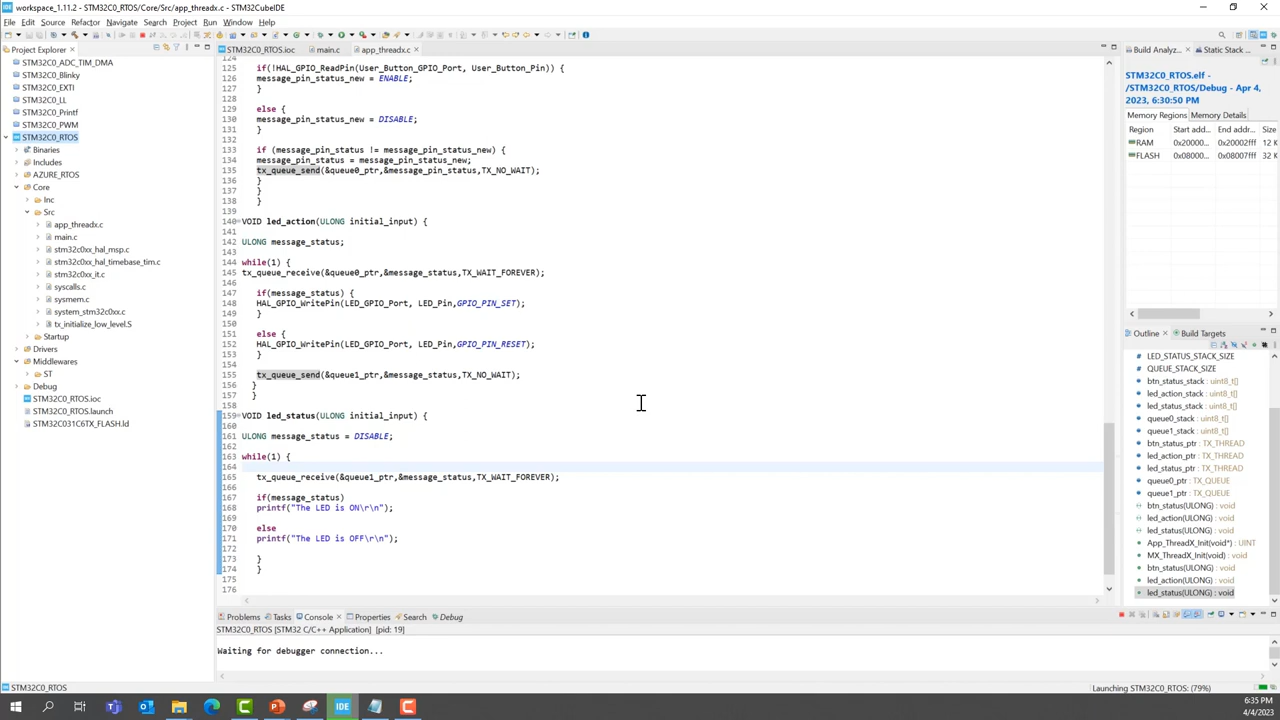 workspace_1.11.2 - STM32C0_RTOS/Core/Src/app_threadx.c - STM32CubeIDE
File Edit Source Refactor Navigate Search Project Run Window Help
Project Explorer
STM32C0_ADC_TIM_DMA
STM32C0_Blinky
STM32C0_EXTI
STM32C0_LL
STM32C0_Printf
STM32C0_PWM
STM32C0_RTOS
Binaries
Includes
AZURE_RTOS
Core
Inc
Src
app_threadx.c
main.c
stm32c0xx_hal_msp.c
stm32c0xx_hal_timebase_tim.c
stm32c0xx_it.c
syscalls.c
sysmem.c
system_stm32c0xx.c
tx_initialize_low_level.S
Startup
Drivers
Middlewares
ST
Debug
STM32C0_RTOS.ioc
STM32C0_RTOS.launch
STM32C031C6TX_FLASH.ld
STM32C0_RTOS.ioc main.c app_threadx.c
124
125 if(!HAL_GPIO_ReadPin(User_Button_GPIO_Port, User_Button_Pin)) {
126 message_pin_status_new = ENABLE;
127 }
128
129 else {
130 message_pin_status_new = DISABLE;
131 }
132
133 if (message_pin_status != message_pin_status_new) {
134 message_pin_status = message_pin_status_new;
135 tx_queue_send(&queue0_ptr,&message_pin_status,TX_NO_WAIT);
136 }
137 }
138 }
139
140 VOID led_action(ULONG initial_input) {
141
142 ULONG message_status;
143
144 while(1) {
145 tx_queue_receive(&queue0_ptr,&message_status,TX_WAIT_FOREVER);
146
147 if(message_status) {
148 HAL_GPIO_WritePin(LED_GPIO_Port, LED_Pin,GPIO_PIN_SET);
149 }
150
151 else {
152 HAL_GPIO_WritePin(LED_GPIO_Port, LED_Pin,GPIO_PIN_RESET);
153 }
154
155 tx_queue_send(&queue1_ptr,&message_status,TX_NO_WAIT);
156 }
157 }
158
159 VOID led_status(ULONG initial_input) {
160
161 ULONG message_status = DISABLE;
162
163 while(1) {
164
165 tx_queue_receive(&queue1_ptr,&message_status,TX_WAIT_FOREVER);
166
167 if(message_status)
168 printf("The LED is ON\r\n");
169
170 else
171 printf("The LED is OFF\r\n");
172
173 }
174 }
175
176
Problems Tasks Console Properties Search Debug
STM32C0_RTOS [STM32 C/C++ Application] [pid: 19]
Waiting for debugger connection...
Build Analyz... Static Stack ...
STM32C0_RTOS.elf -
/STM32C0_RTOS/Debug - Apr 4,
2023, 6:30:50 PM
Memory Regions Memory Details
Region Start addr... End addr... Size
RAM 0x20000... 0x20002fff 12 K
FLASH 0x08000... 0x08007fff 32 K
Outline Build Targets
LED_STATUS_STACK_SIZE
QUEUE_STACK_SIZE
btn_status_stack : uint8_t[]
led_action_stack : uint8_t[]
led_status_stack : uint8_t[]
queue0_stack : uint8_t[]
queue1_stack : uint8_t[]
btn_status_ptr : TX_THREAD
led_action_ptr : TX_THREAD
led_status_ptr : TX_THREAD
queue0_ptr : TX_QUEUE
queue1_ptr : TX_QUEUE
btn_status(ULONG) : void
led_action(ULONG) : void
led_status(ULONG) : void
App_ThreadX_Init(void*) : UINT
MX_ThreadX_Init(void) : void
btn_status(ULONG) : void
led_action(ULONG) : void
led_status(ULONG) : void
STM32C0_RTOS
Launching STM32C0_RTOS: (79%)
IDE
6:35 PM
4/4/2023